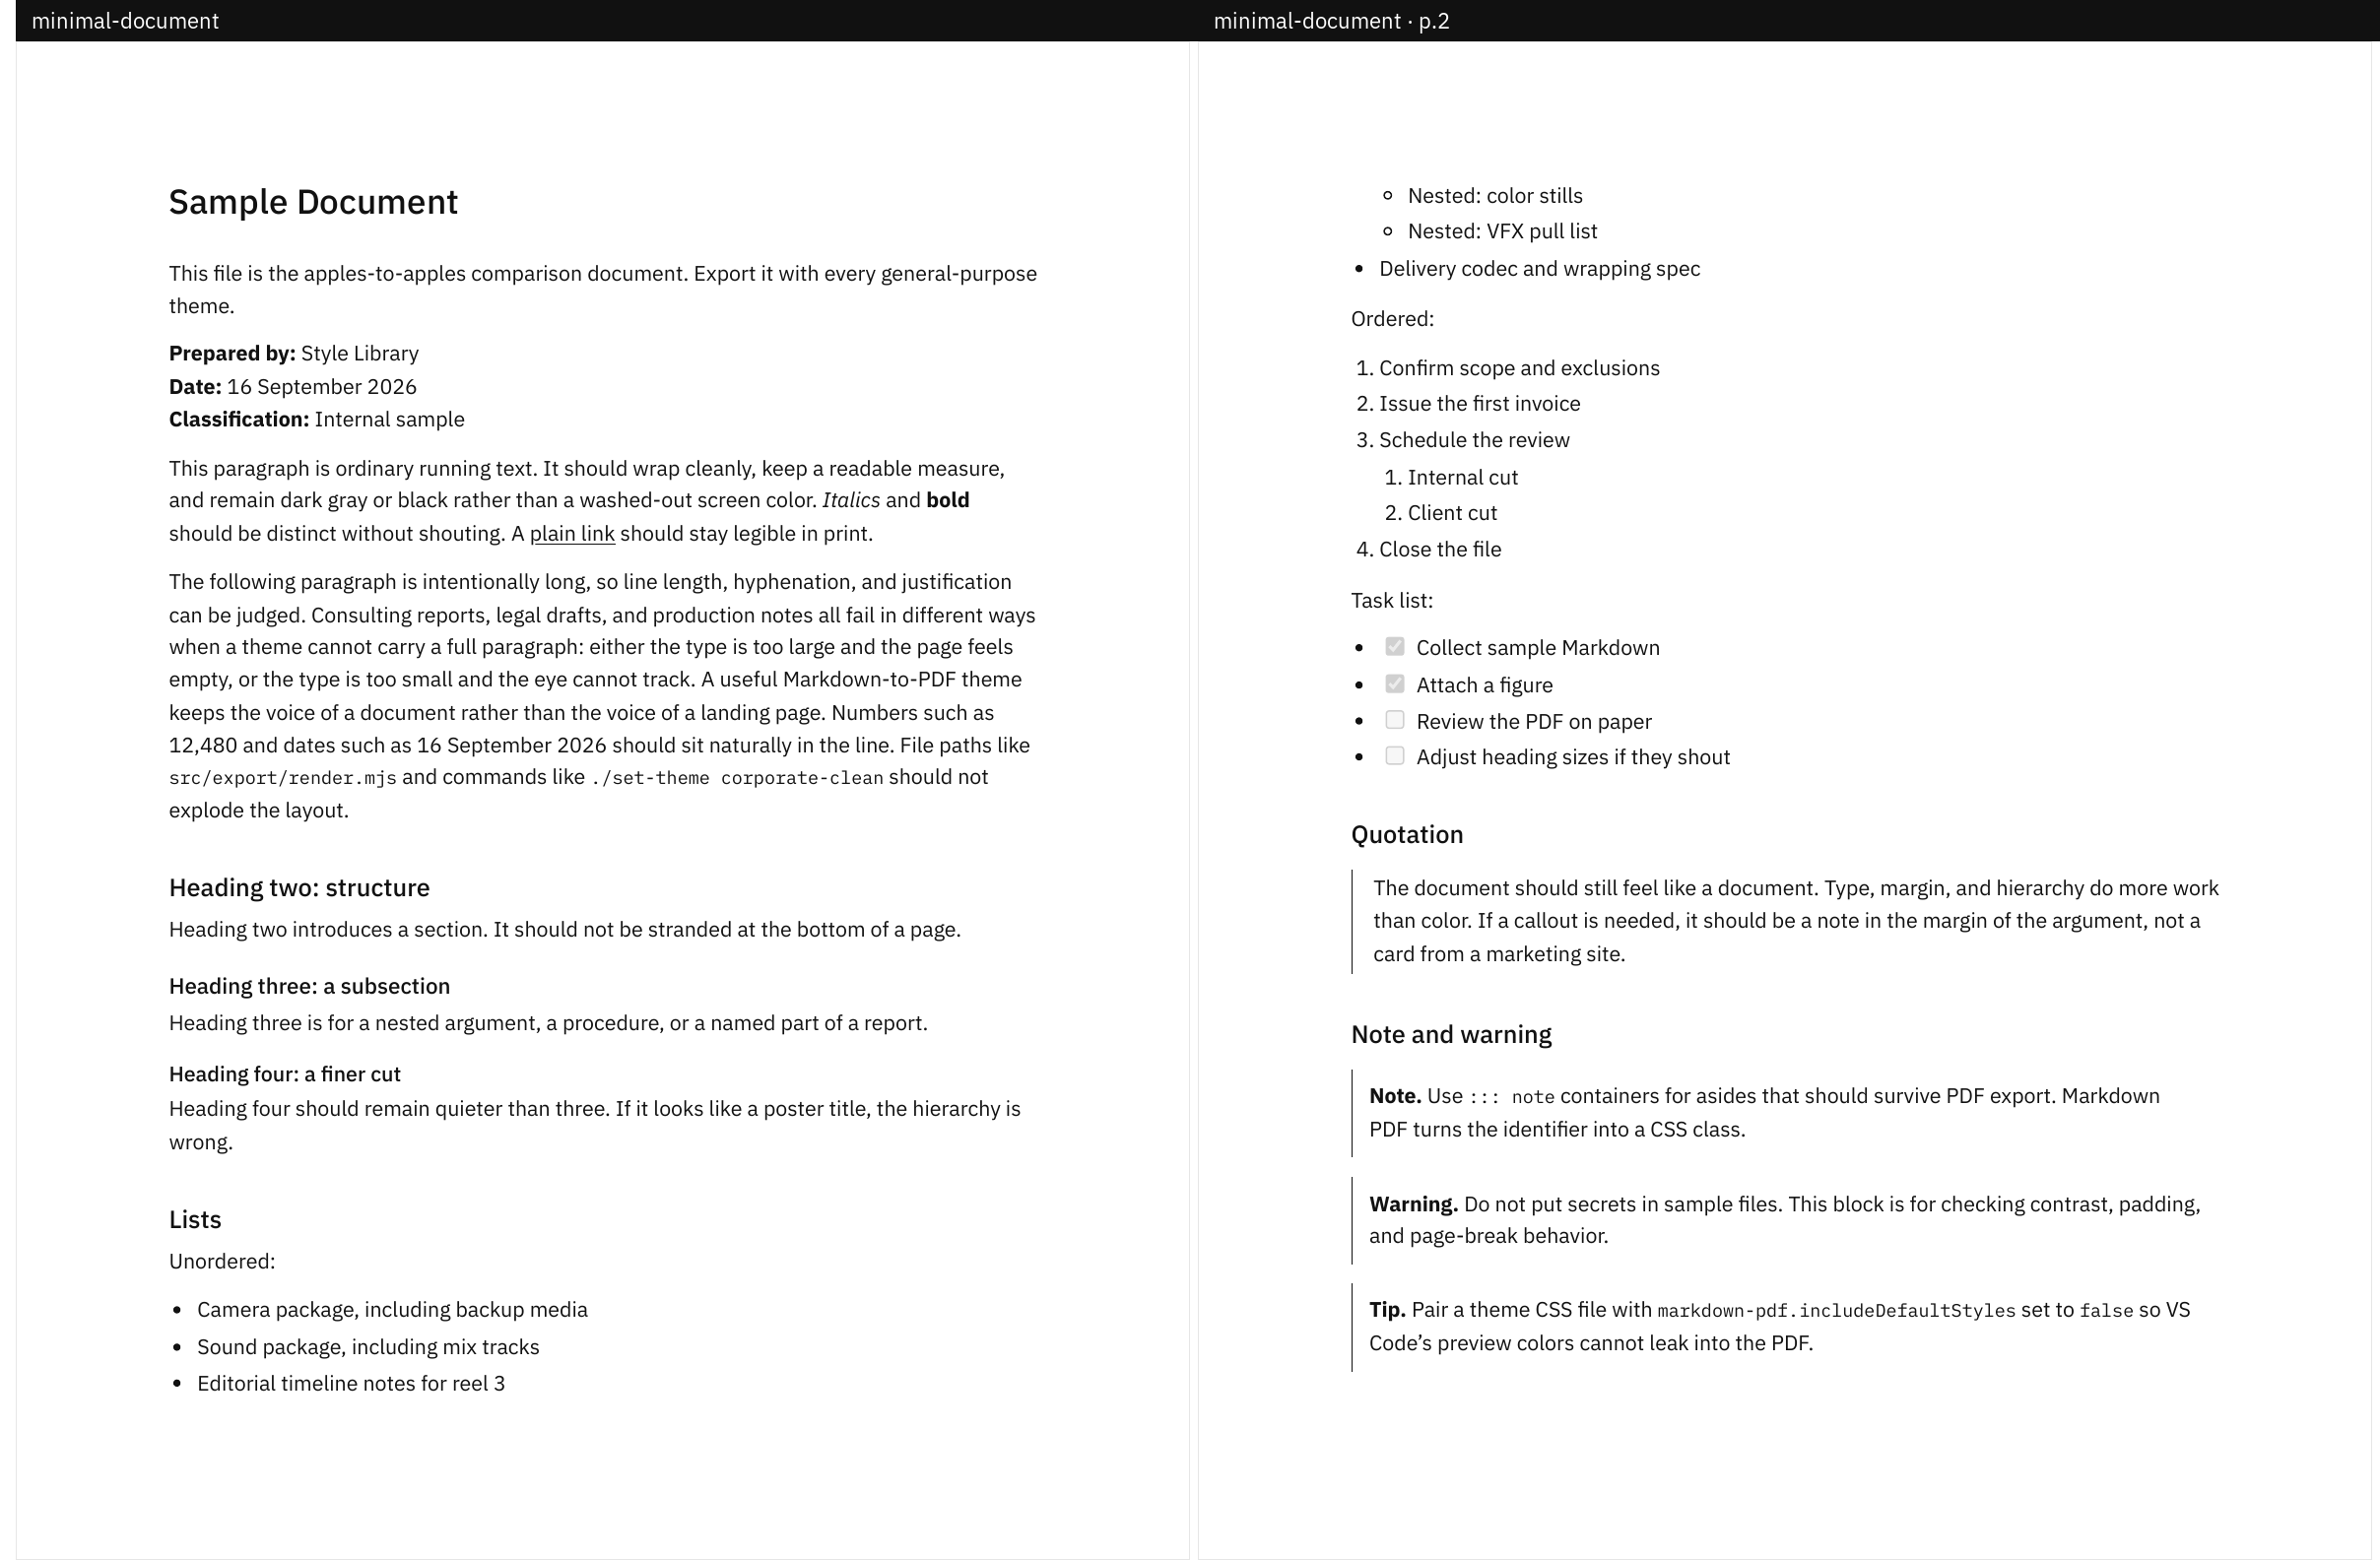 minimal-document
Sample Document
This file is the apples-to-apples comparison document. Export it with every general-purpose
theme.
Prepared by: Style Library
Date: 16 September 2026
Classification: Internal sample
This paragraph is ordinary running text. It should wrap cleanly, keep a readable measure,
and remain dark gray or black rather than a washed-out screen color. Italics and bold
should be distinct without shouting. A plain link should stay legible in print.
The following paragraph is intentionally long, so line length, hyphenation, and justification
can be judged. Consulting reports, legal drafts, and production notes all fail in different ways
when a theme cannot carry a full paragraph: either the type is too large and the page feels
empty, or the type is too small and the eye cannot track. A useful Markdown-to-PDF theme
keeps the voice of a document rather than the voice of a landing page. Numbers such as
12,480 and dates such as 16 September 2026 should sit naturally in the line. File paths like
src/export/render.mjs and commands like ./set-theme corporate-clean should not
explode the layout.
Heading two: structure
Heading two introduces a section. It should not be stranded at the bottom of a page.
Heading three: a subsection
Heading three is for a nested argument, a procedure, or a named part of a report.
Heading four: a finer cut
Heading four should remain quieter than three. If it looks like a poster title, the hierarchy is
wrong.
Lists
Unordered:
• Camera package, including backup media
• Sound package, including mix tracks
• Editorial timeline notes for reel 3
minimal-document · p.2
◦ Nested: color stills
◦ Nested: VFX pull list
• Delivery codec and wrapping spec
Ordered:
1. Confirm scope and exclusions
2. Issue the first invoice
3. Schedule the review
1. Internal cut
2. Client cut
4. Close the file
Task list:
• Collect sample Markdown
• Attach a figure
• Review the PDF on paper
• Adjust heading sizes if they shout
Quotation
The document should still feel like a document. Type, margin, and hierarchy do more work
than color. If a callout is needed, it should be a note in the margin of the argument, not a
card from a marketing site.
Note and warning
Note. Use ::: note containers for asides that should survive PDF export. Markdown
PDF turns the identifier into a CSS class.
Warning. Do not put secrets in sample files. This block is for checking contrast, padding,
and page-break behavior.
Tip. Pair a theme CSS file with markdown-pdf.includeDefaultStyles set to false so VS
Code’s preview colors cannot leak into the PDF.